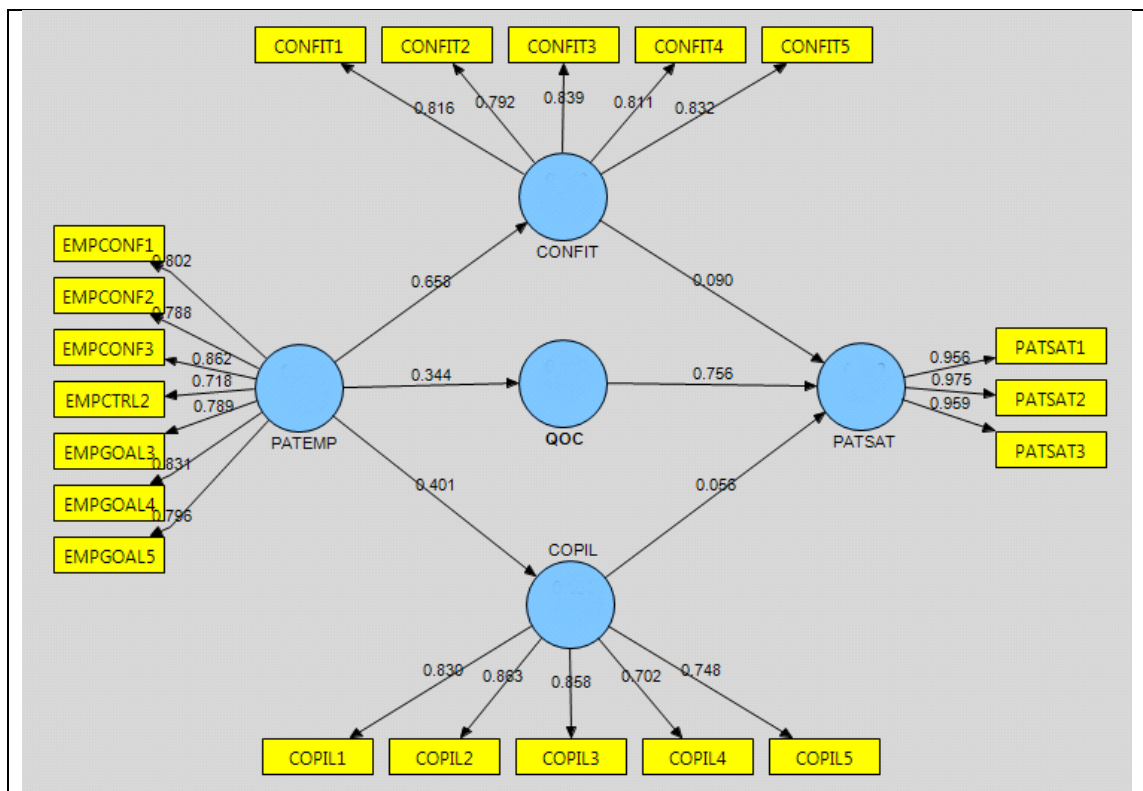 CONFIT1 CONFIT2 CONFIT3 CONFIT4 CONFIT5
0.816 0.792 0.839 0.811 0.832
CONFIT
EMPCONF1
EMPCONF2
EMPCONF3
EMPCTRL2
EMPGOAL3
EMPGOAL4
EMPGOAL5
0.802
0.788
0.862
0.718
0.789
0.831
0.796
PATEMP
0.658
0.344
0.401
QOC
0.090
0.756
0.056
PATSAT
0.956
0.975
0.959
PATSAT1
PATSAT2
PATSAT3
COPIL
0.830 0.863 0.858 0.702 0.748
COPIL1 COPIL2 COPIL3 COPIL4 COPIL5